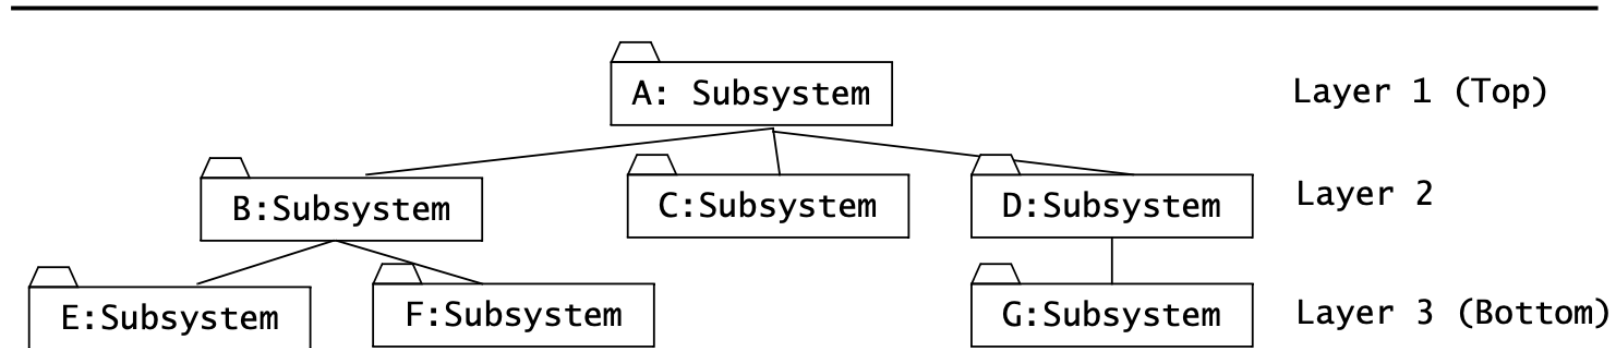 A: Subsystem Layer 1 (Top)
B:Subsystem C:Subsystem D:Subsystem Layer 2
E:Subsystem F:Subsystem G:Subsystem Layer 3 (Bottom)